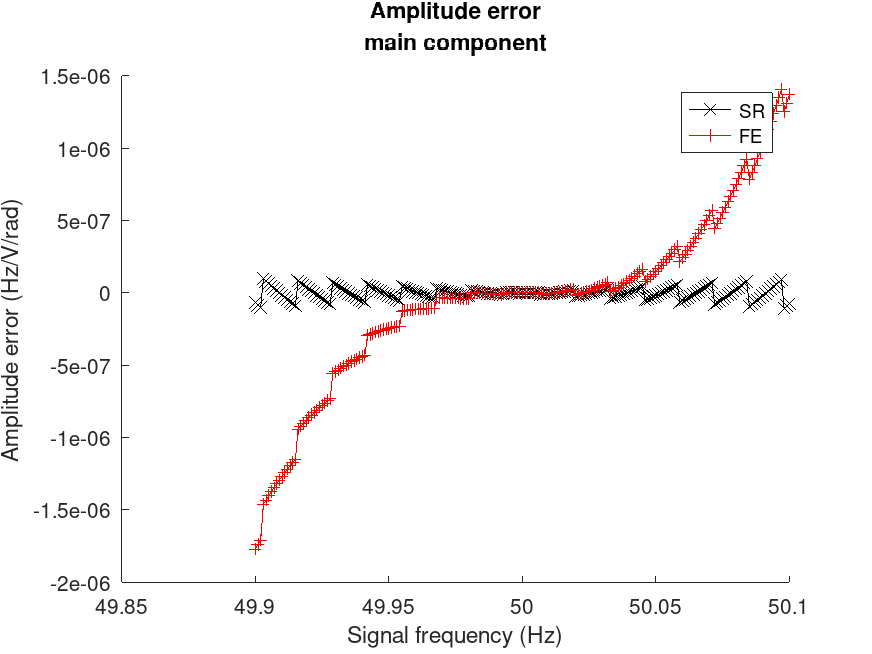 Amplitude error
main component
1.5e-06
1e-06
5e-07
0
-5e-07
-1e-06
-1.5e-06
-2e-06
Amplitude error (Hz/V/rad)
SR
FE
49.85
49.9
49.95
50
50.05
50.1
Signal frequency (Hz)